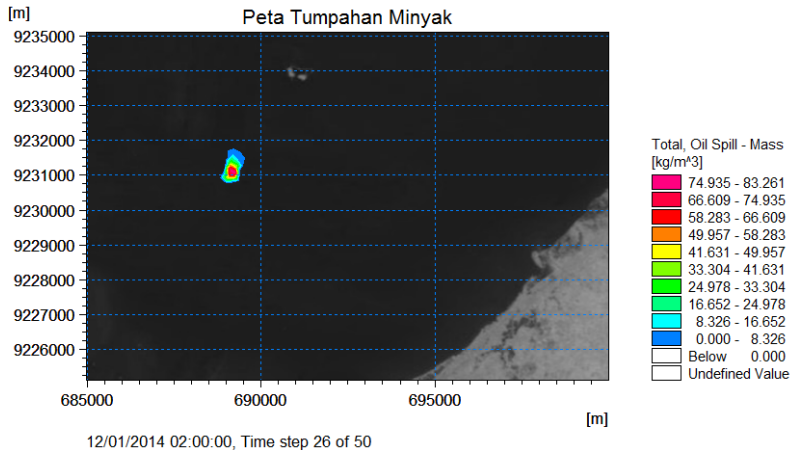 Peta Tumpahan Minyak
[m]
9235000
9234000
9233000
9232000
9231000
9230000
9229000
9228000
9227000
9226000
685000 690000 695000
[m]
Total, Oil Spill - Mass
[kg/m^3]
74.935 - 83.261
66.609 - 74.935
58.283 - 66.609
49.957 - 58.283
41.631 - 49.957
33.304 - 41.631
24.978 - 33.304
16.652 - 24.978
8.326 - 16.652
0.000 - 8.326
Below 0.000
Undefined Value
12/01/2014 02:00:00, Time step 26 of 50